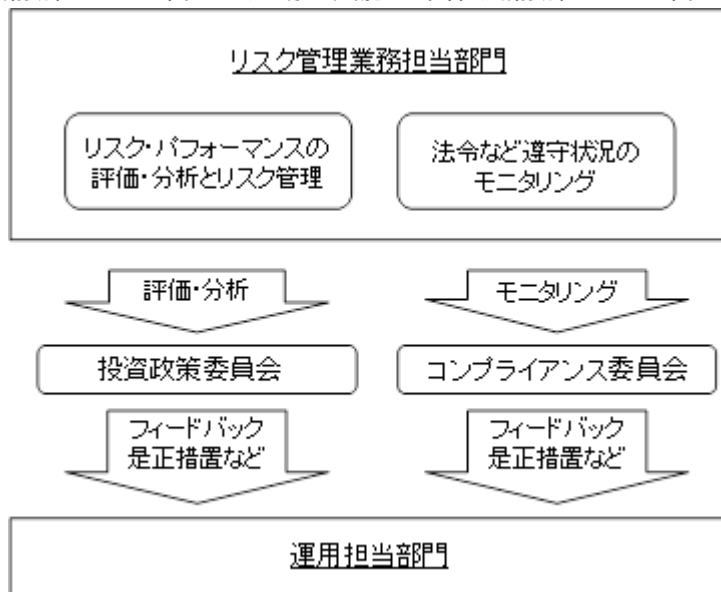 リスク管理業務担当部門
リスク・パフォーマンスの
評価・分析とリスク管理
法令など遵守状況の
モニタリング
評価・分析
モニタリング
投資政策委員会
コンプライアンス委員会
フィードバック
是正措置など
フィードバック
是正措置など
運用担当部門